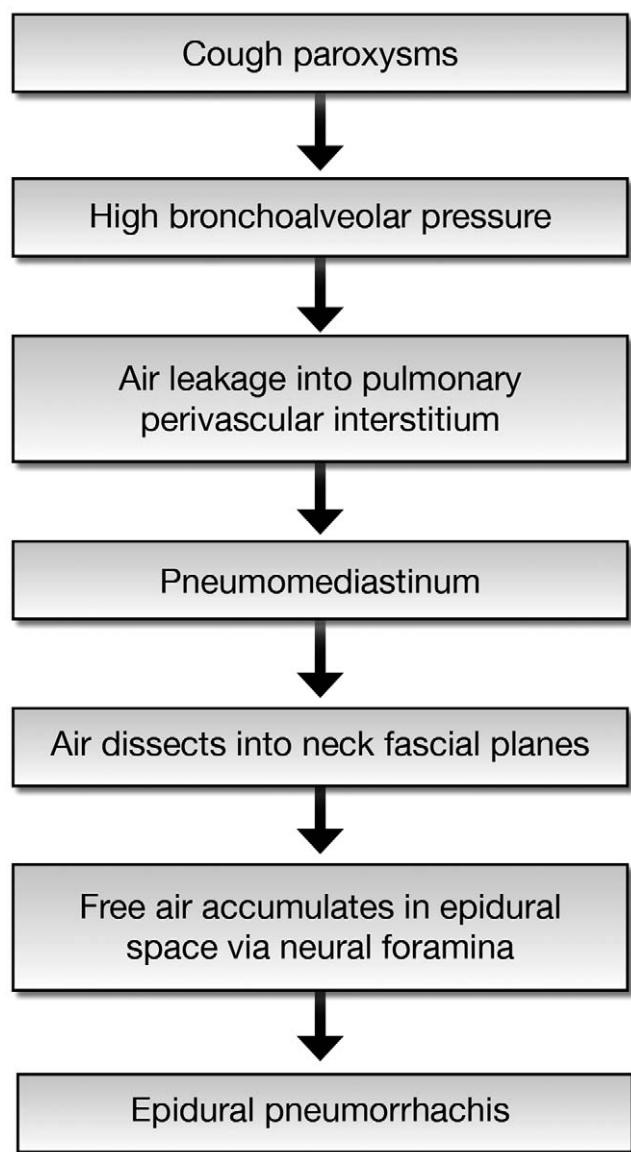 Cough paroxysms
High bronchoalveolar pressure
Air leakage into pulmonary
perivascular interstitium
Pneumomediastinum
Air dissects into neck fascial planes
Free air accumulates in epidural
space via neural foramina
Epidural pneumorrhachis